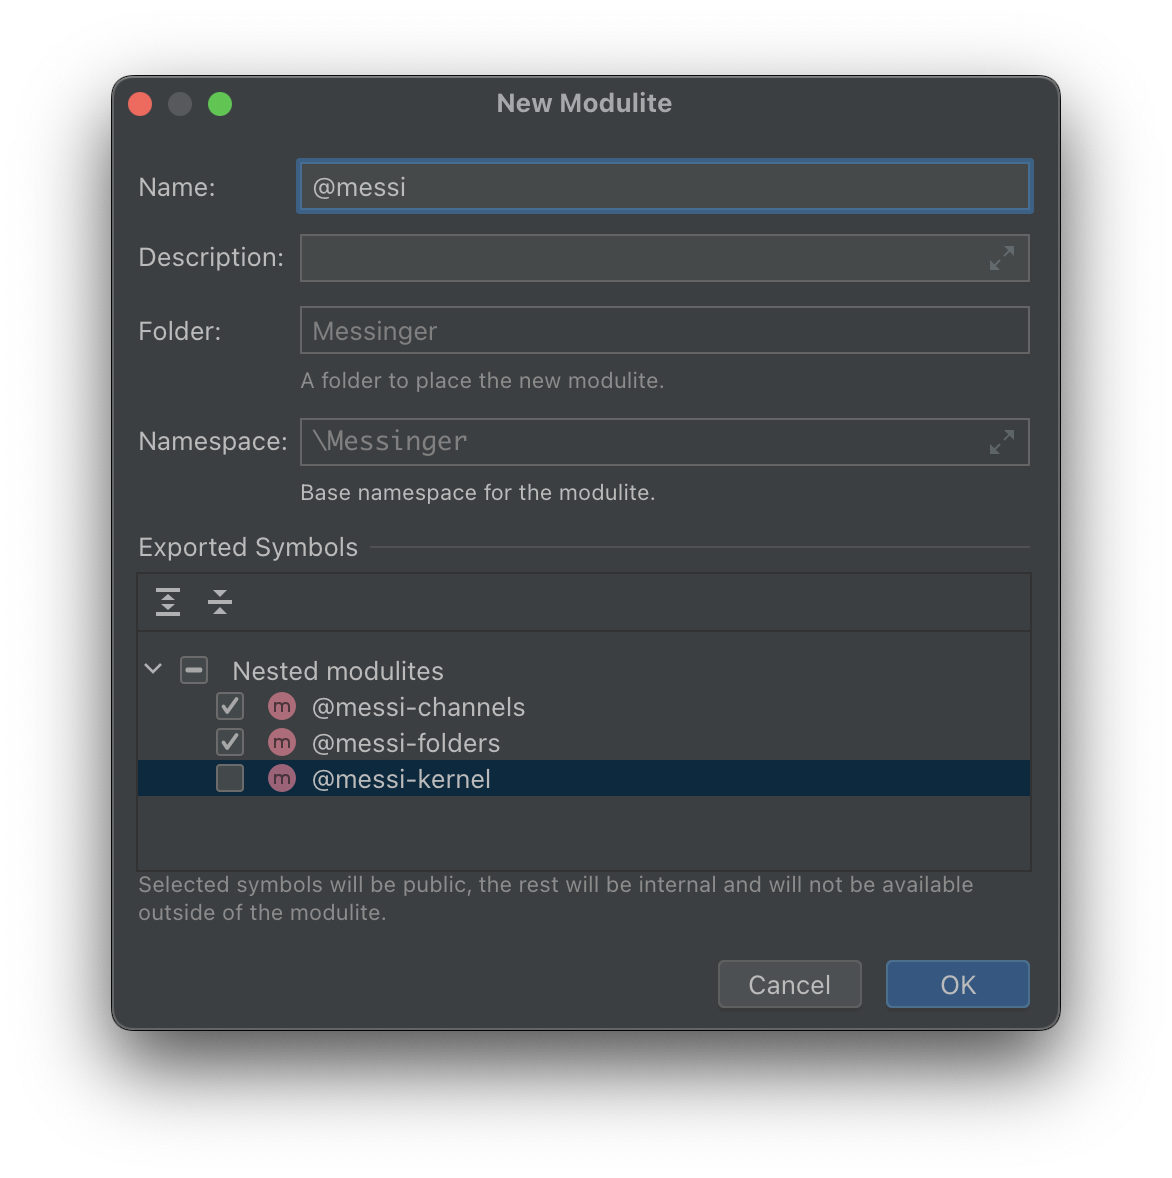 New Modulite
Name:
@messi
Description:
Folder:
Messinger
A folder to place the new modulite.
Namespace:
\Messinger
Base namespace for the modulite.
Exported Symbols
Nested modulites
m @messi-channels
m @messi-folders
m @messi-kernel
Selected symbols will be public, the rest will be internal and will not be available
outside of the modulite.
Cancel
OK